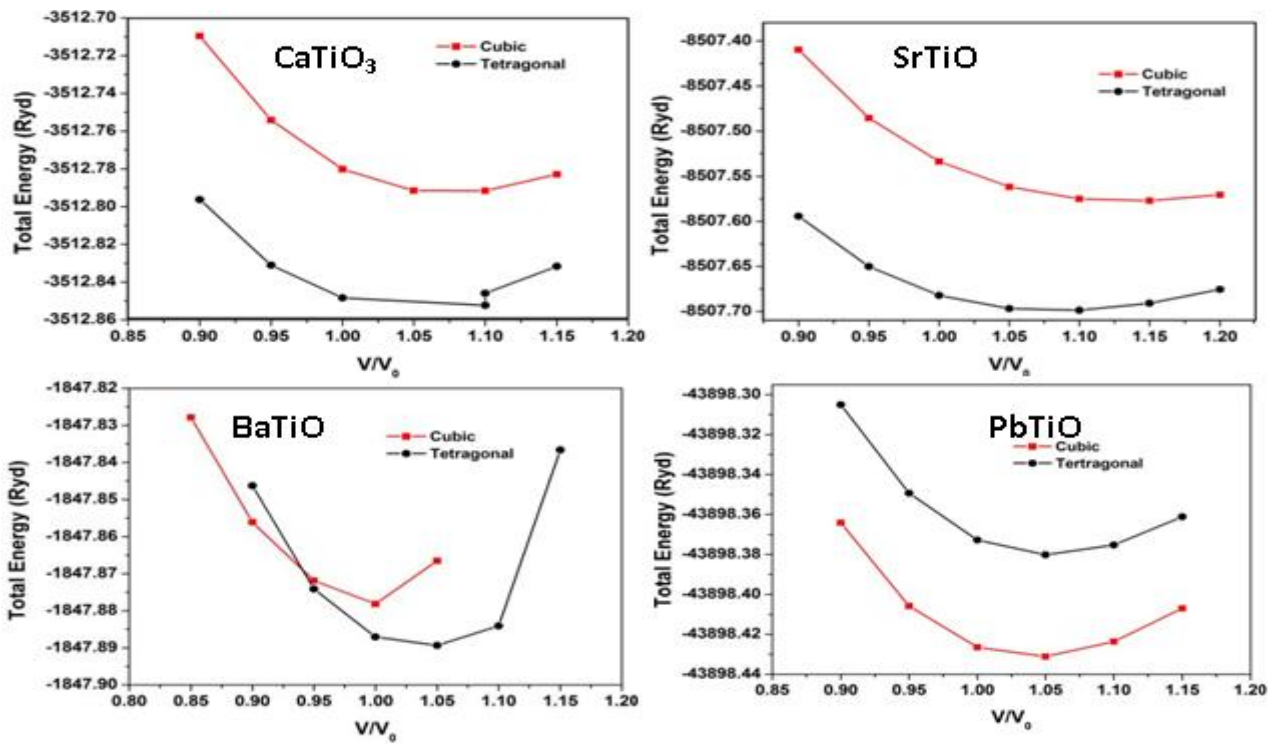 CaTiO₃
Cubic
Tetragonal
Total Energy (Ryd)
-3512.70
-3512.72
-3512.74
-3512.76
-3512.78
-3512.80
-3512.82
-3512.84
-3512.86
0.85 0.90 0.95 1.00 1.05 1.10 1.15 1.20
V/V₀
SrTiO
Cubic
Tetragonal
Total Energy (Ryd)
-8507.40
-8507.45
-8507.50
-8507.55
-8507.60
-8507.65
-8507.70
0.90 0.95 1.00 1.05 1.10 1.15 1.20
V/V₀
BaTiO
Cubic
Tetragonal
Total Energy (Ryd)
-1847.82
-1847.83
-1847.84
-1847.85
-1847.86
-1847.87
-1847.88
-1847.89
-1847.90
0.80 0.85 0.90 0.95 1.00 1.05 1.10 1.15 1.20
V/V₀
PbTiO
Cubic
Tertragonal
Total Energy (Ryd)
-43898.30
-43898.32
-43898.34
-43898.36
-43898.38
-43898.40
-43898.42
-43898.44
0.85 0.90 0.95 1.00 1.05 1.10 1.15 1.20
V/V₀